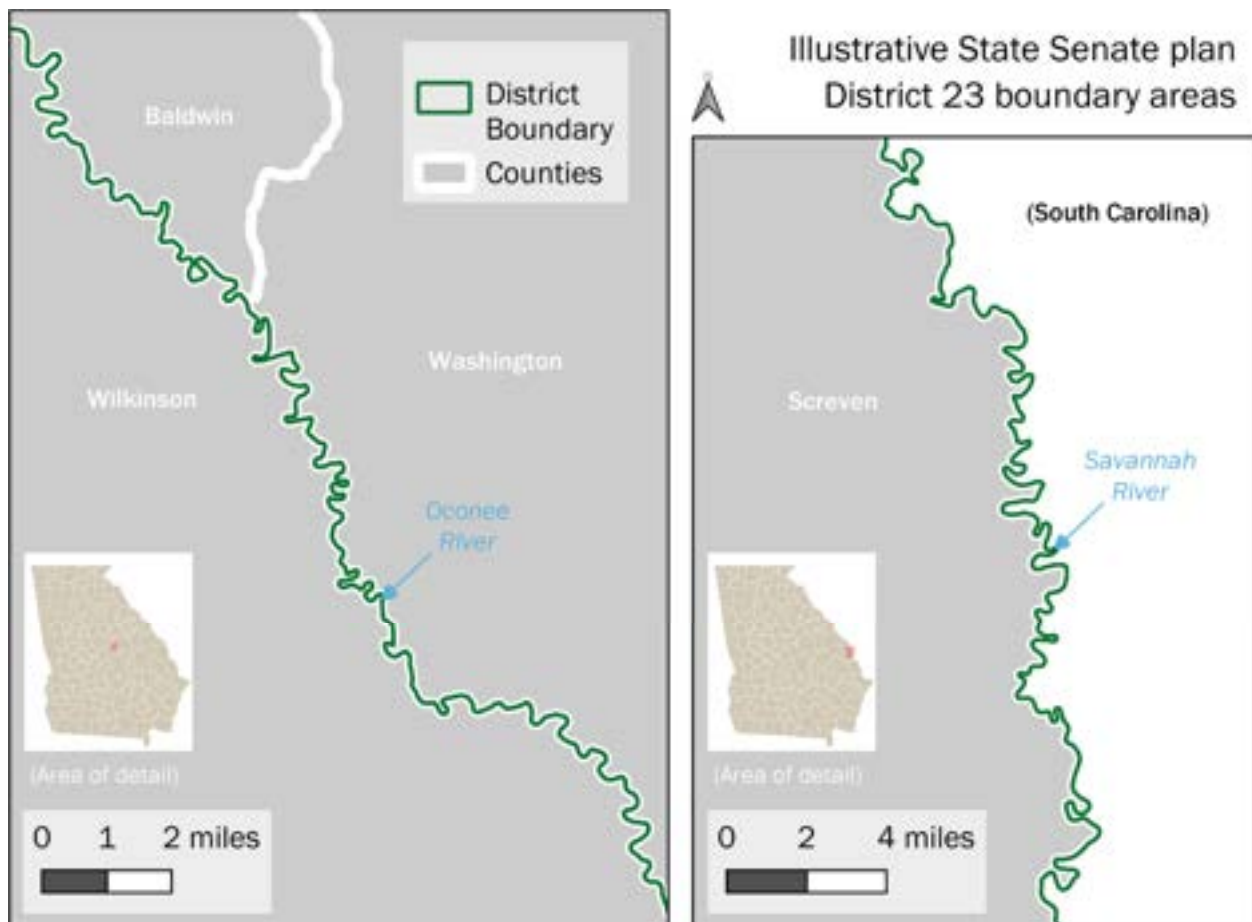 Illustrative State Senate plan
District 23 boundary areas
Baldwin
District
Boundary
Counties
Washington
Wilkinson
Oconee
River
(Area of detail)
0 1 2 miles
(South Carolina)
Screven
Savannah
River
(Area of detail)
0 2 4 miles